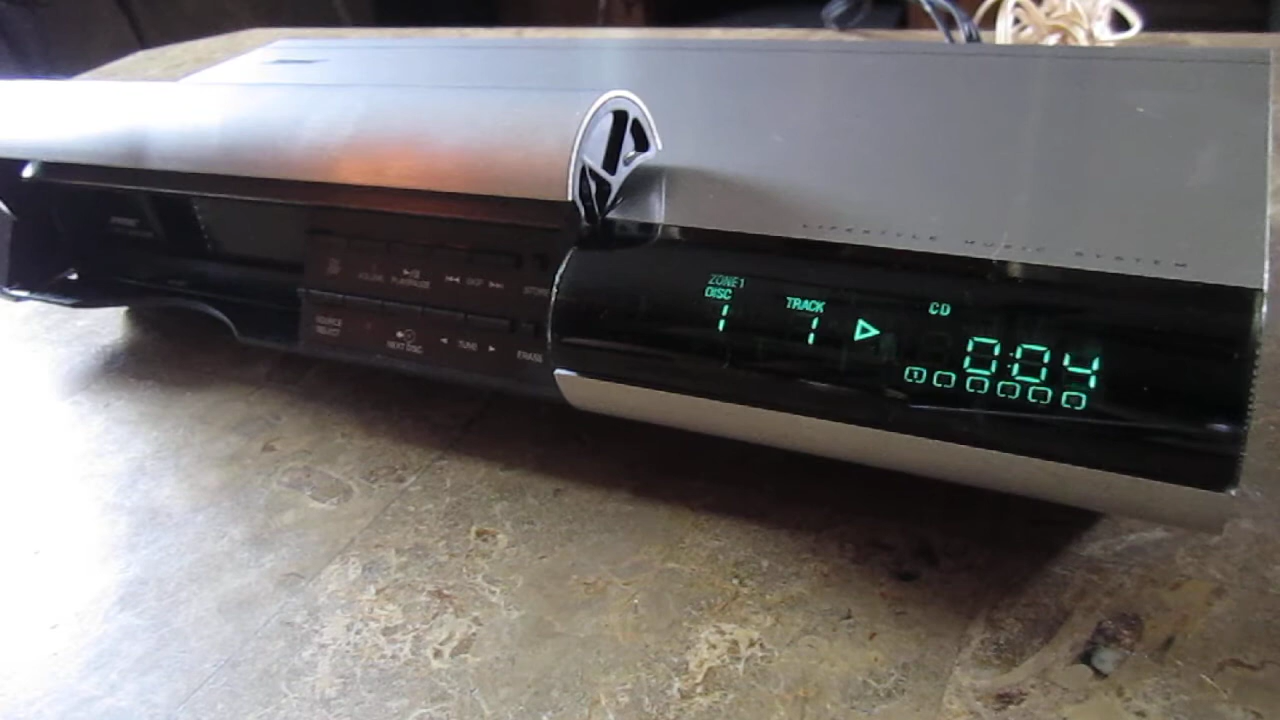 LIFESTYLE MUSIC SYSTEM
ZONE1
DISC TRACK CD
1 1 0:04
1
VOLUME PLAY/PAUSE SKIP STORE
SOURCE SELECT NEXT DISC TUNE ERASE